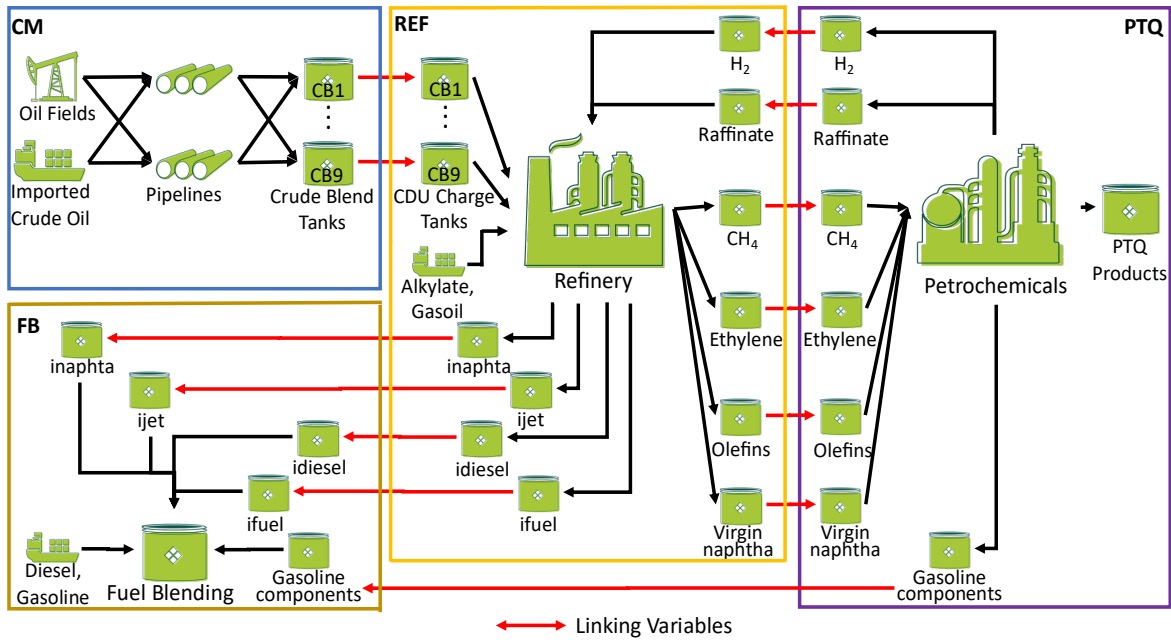 CM
REF
PTQ
Oil Fields
Imported
Crude Oil
Pipelines
CB1
CB9
Crude Blend
Tanks
CB1
CB9
CDU Charge
Tanks
Alkylate,
Gasoil
Refinery
H₂
H₂
Raffinate
Raffinate
CH₄
CH₄
Ethylene
Ethylene
Olefins
Olefins
Virgin
naphtha
Virgin
naphtha
Petrochemicals
PTQ
Products
Gasoline
components
FB
inaphta
inaphta
ijet
ijet
idiesel
idiesel
ifuel
ifuel
Diesel,
Gasoline
Fuel Blending
Gasoline
components
Linking Variables